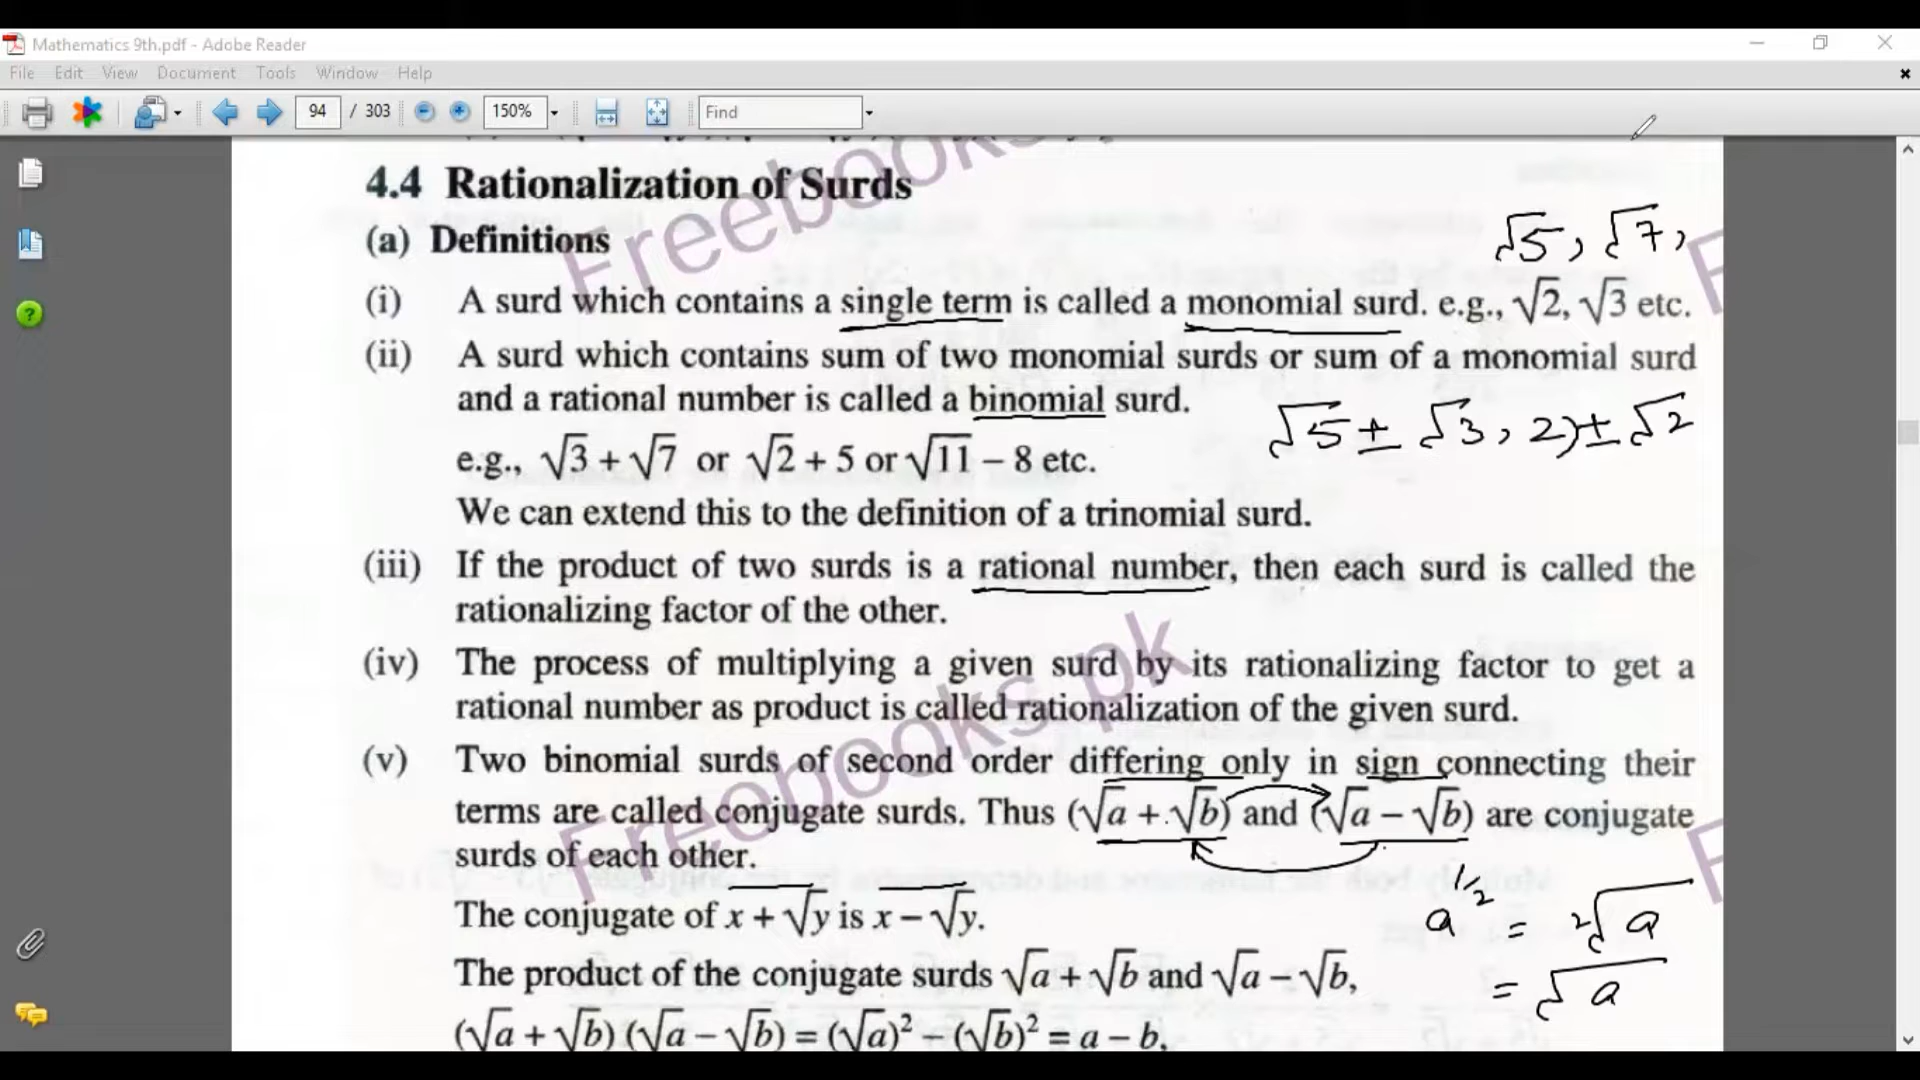 Mathematics 9th.pdf - Adobe Reader
File Edit View Document Tools Window Help
94 / 303 150% Find
4.4 Rationalization of Surds
(a) Definitions
√5, √7,
(i) A surd which contains a single term is called a monomial surd. e.g., √2, √3 etc.
(ii) A surd which contains sum of two monomial surds or sum of a monomial surd
and a rational number is called a binomial surd.
√5 ± √3, 2) ± √2
e.g., √3 + √7 or √2 + 5 or √11 – 8 etc.
We can extend this to the definition of a trinomial surd.
(iii) If the product of two surds is a rational number, then each surd is called the
rationalizing factor of the other.
(iv) The process of multiplying a given surd by its rationalizing factor to get a
rational number as product is called rationalization of the given surd.
(v) Two binomial surds of second order differing only in sign connecting their
terms are called conjugate surds. Thus (√a + √b) and (√a – √b) are conjugate
surds of each other.
The conjugate of x + √y is x – √y.
a^1/2 = ²√a
The product of the conjugate surds √a + √b and √a – √b,
= √a
(√a + √b) (√a – √b) = (√a)² – (√b)² = a – b,
Freebooks
Freebooks.pk